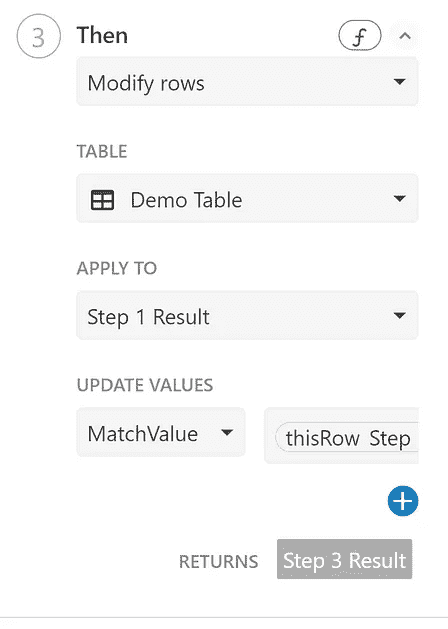 3 Then f
Modify rows
TABLE
Demo Table
APPLY TO
Step 1 Result
UPDATE VALUES
MatchValue thisRow Step
RETURNS Step 3 Result